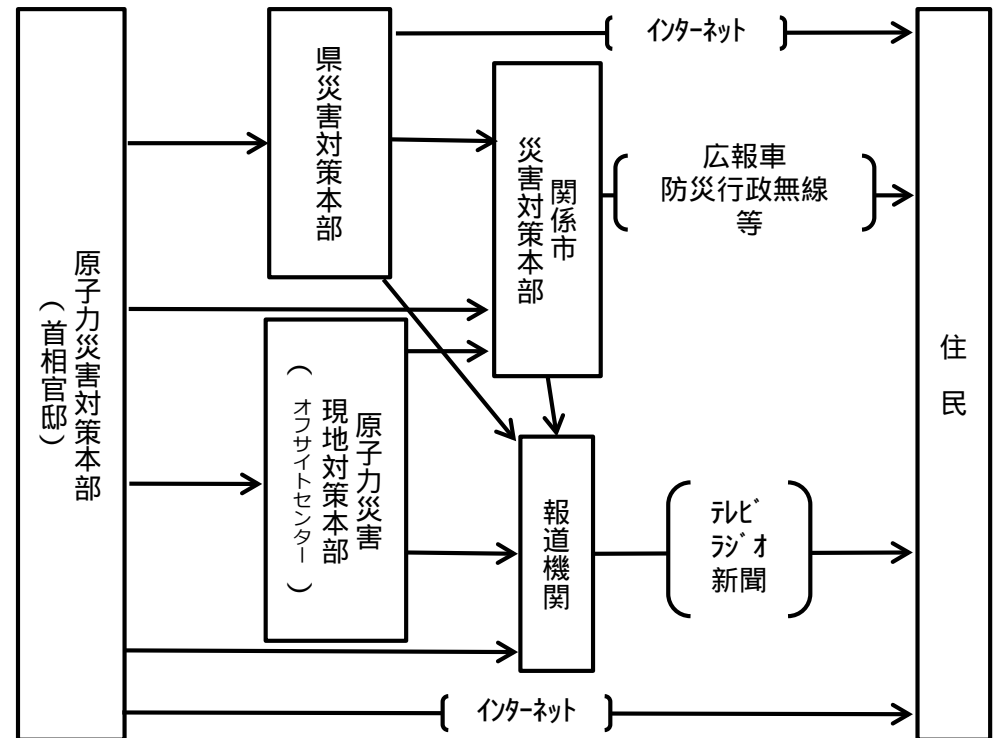 原子力災害対策本部
(首相官邸)
県災害対策本部
原子力災害
現地対策本部
(オフサイトセンター)
関係市
災害対策本部
報道機関
インターネット
広報車
防災行政無線
等
テレビ
ラジオ
新聞
インターネット
住民